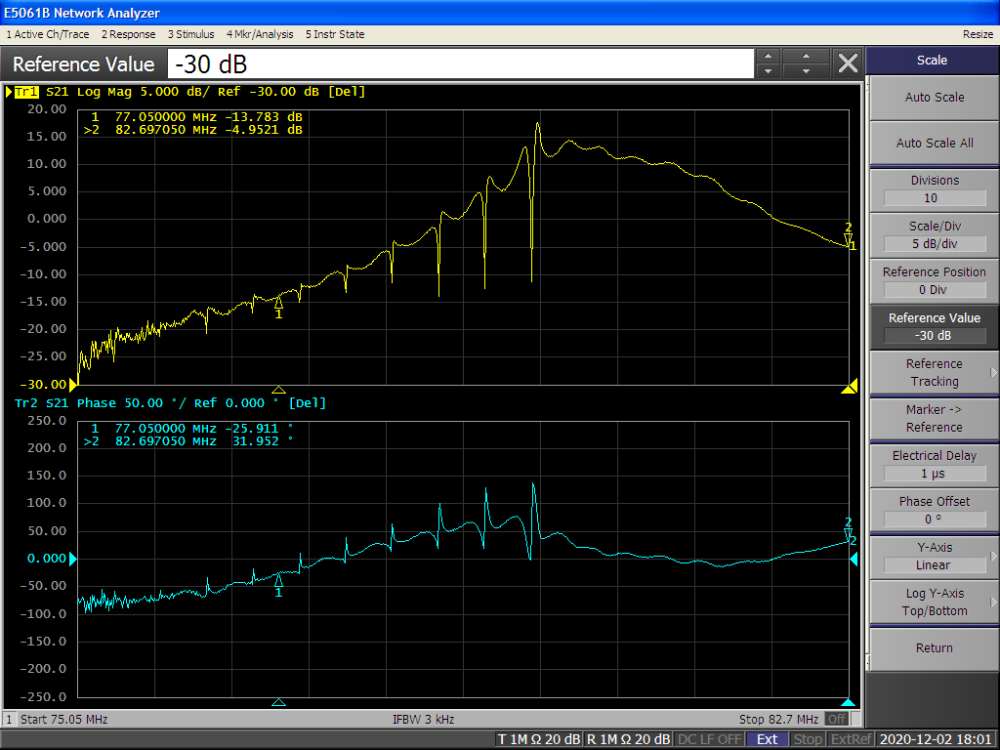 E5061B Network Analyzer
1 Active Ch/Trace 2 Response 3 Stimulus 4 Mkr/Analysis 5 Instr State Resize
Reference Value -30 dB
Tr1 S21 Log Mag 5.000 dB/ Ref -30.00 dB [Del]
20.00
15.00
10.00
5.000
0.000
-5.000
-10.00
-15.00
-20.00
-25.00
-30.00
1 77.050000 MHz -13.783 dB
>2 82.697050 MHz -4.9521 dB
1
2
1
Tr2 S21 Phase 50.00 °/ Ref 0.000 ° [Del]
250.0
200.0
150.0
100.0
50.00
0.000
-50.00
-100.0
-150.0
-200.0
-250.0
1 77.050000 MHz -25.911 °
>2 82.697050 MHz 31.952 °
1
2
2
1 Start 75.05 MHz IFBW 3 kHz Stop 82.7 MHz Off
Scale
Auto Scale
Auto Scale All
Divisions
10
Scale/Div
5 dB/div
Reference Position
0 Div
Reference Value
-30 dB
Reference
Tracking
Marker ->
Reference
Electrical Delay
1 µs
Phase Offset
0 °
Y-Axis
Linear
Log Y-Axis
Top/Bottom
Return
T 1M Ω 20 dB R 1M Ω 20 dB DC LF OFF Ext Stop ExtRef 2020-12-02 18:01